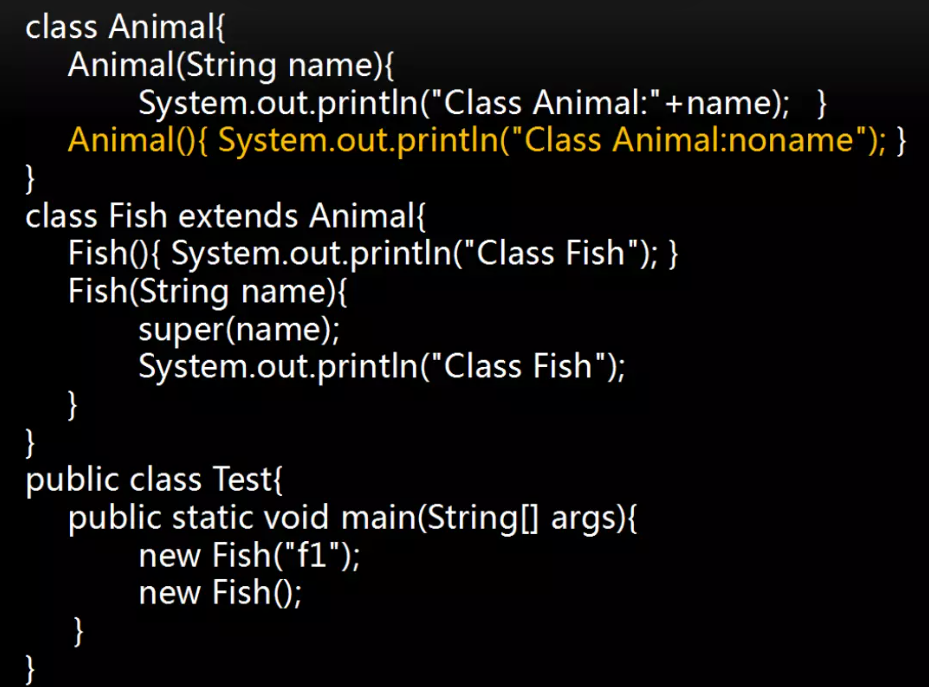 class Animal{
Animal(String name){
System.out.println("Class Animal:"+name); }
Animal(){ System.out.println("Class Animal:noname"); }
}
class Fish extends Animal{
Fish(){ System.out.println("Class Fish"); }
Fish(String name){
super(name);
System.out.println("Class Fish");
}
}
public class Test{
public static void main(String[] args){
new Fish("f1");
new Fish();
}
}